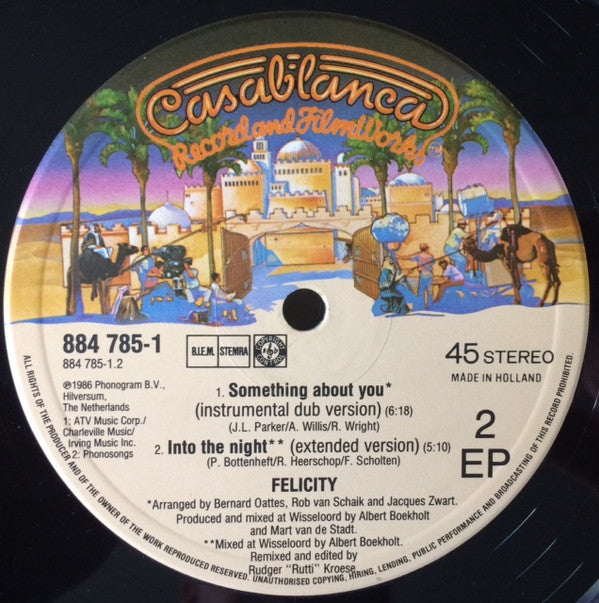 Casablanca
Record and FilmWorks
884 785-1
884 785-1.2
B.I.E.M. STEMRA
COPYRIGHT CONTROL
45 STEREO
MADE IN HOLLAND
℗1986 Phonogram B.V.,
Hilversum,
The Netherlands
1: ATV Music Corp./
Charleville Music/
Irving Music Inc.
2: Phonosongs
1. Something about you*
(instrumental dub version) (6:18)
(J.L. Parker/A. Willis/R. Wright)
2. Into the night** (extended version) (5:10)
(P. Bottenheft/R. Heerschop/F. Scholten)
2
EP
FELICITY
*Arranged by Bernard Oattes, Rob van Schaik and Jacques Zwart.
Produced and mixed at Wisseloord by Albert Boekholt
and Mart van de Stadt.
**Mixed at Wisseloord by Albert Boekholt.
Remixed and edited by
Rudger "Rutti" Kroese
ALL RIGHTS OF THE PRODUCER AND OF THE OWNER OF THE WORK REPRODUCED RESERVED. UNAUTHORISED COPYING, HIRING, LENDING, PUBLIC PERFORMANCE AND BROADCASTING OF THIS RECORD PROHIBITED.